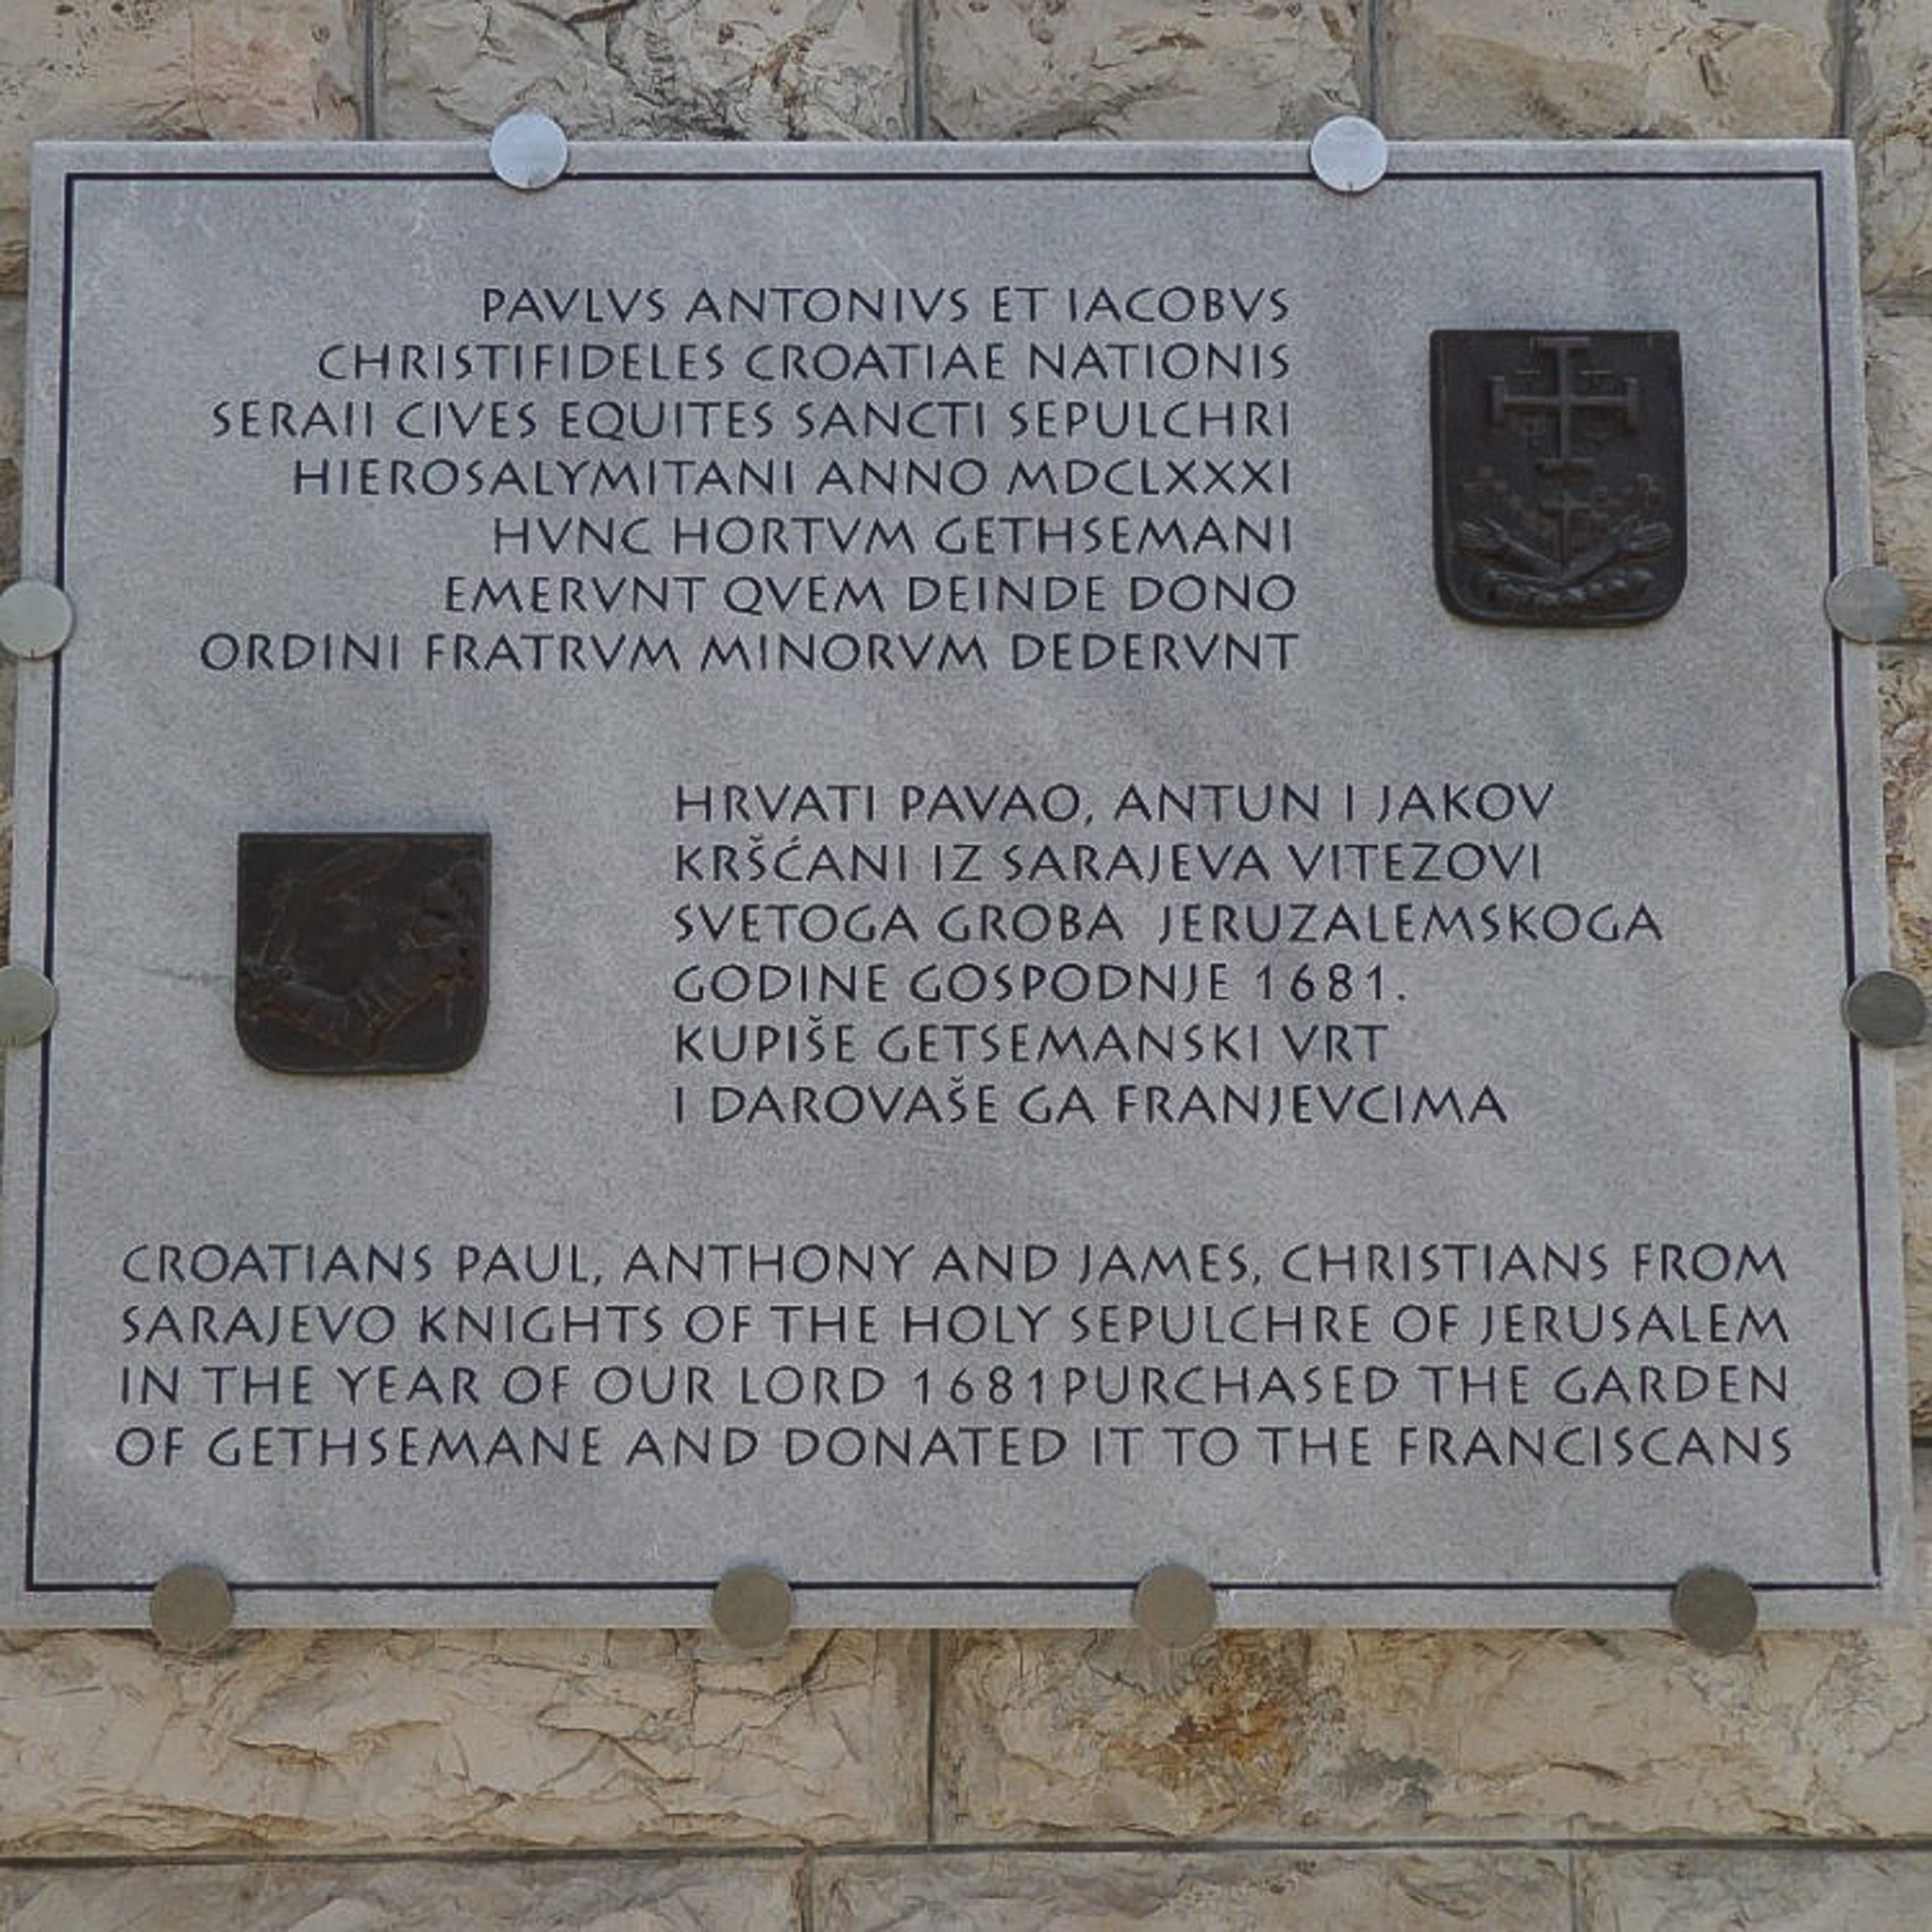 PAVLVS ANTONIVS ET IACOBVS
CHRISTIFIDELES CROATIAE NATIONIS
SERAII CIVES EQUITES SANCTI SEPULCHRI
HIEROSALYMITANI ANNO MDCLXXXI
HVNC HORTVM GETHSEMANI
EMERVNT QVEM DEINDE DONO
ORDINI FRATRVM MINORVM DEDERVNT
HRVATI PAVAO, ANTUN I JAKOV
KRŠĆANI IZ SARAJEVA VITEZOVI
SVETOGA GROBA JERUZALEMSKOGA
GODINE GOSPODNJE 1681.
KUPIŠE GETSEMANSKI VRT
I DAROVAŠE GA FRANJEVCIMA
CROATIANS PAUL, ANTHONY AND JAMES, CHRISTIANS FROM
SARAJEVO KNIGHTS OF THE HOLY SEPULCHRE OF JERUSALEM
IN THE YEAR OF OUR LORD 1681PURCHASED THE GARDEN
OF GETHSEMANE AND DONATED IT TO THE FRANCISCANS